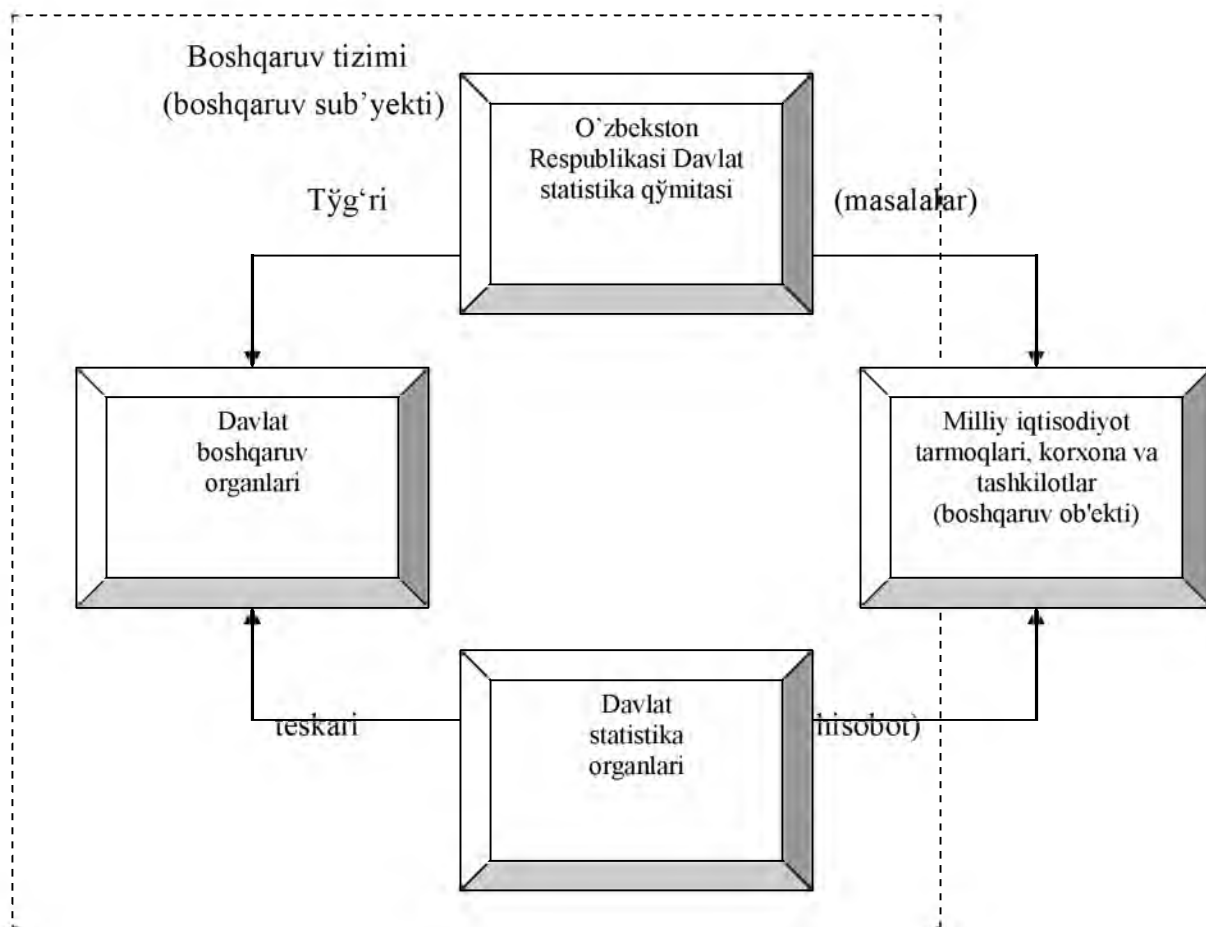 Boshqaruv tizimi
(boshqaruv sub’yekti)
O`zbekston
Respublikasi Davlat
statistika qўmitasi
Tўg‘ri
(masalalar)
Davlat
boshqaruv
organlari
Milliy iqtisodiyot
tarmoqlari, korxona va
tashkilotlar
(boshqaruv ob'ekti)
Davlat
statistika
organlari
teskari
hisobot)